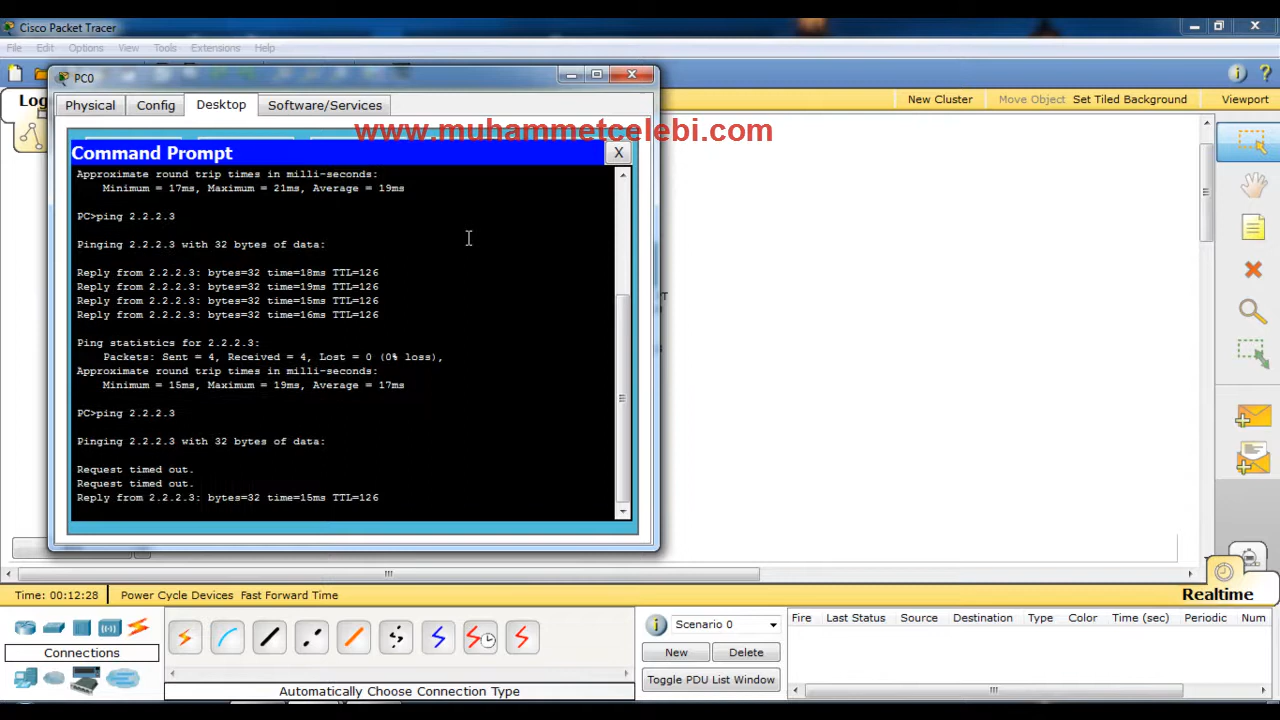 Cisco Packet Tracer
File Edit Options View Tools Extensions Help
PC0
Physical Config Desktop Software/Services
New Cluster Move Object Set Tiled Background Viewport
www.muhammetcelebi.com
Command Prompt
X
Approximate round trip times in milli-seconds:
Minimum = 17ms, Maximum = 21ms, Average = 19ms
PC>ping 2.2.2.3
Pinging 2.2.2.3 with 32 bytes of data:
Reply from 2.2.2.3: bytes=32 time=18ms TTL=126
Reply from 2.2.2.3: bytes=32 time=19ms TTL=126
Reply from 2.2.2.3: bytes=32 time=15ms TTL=126
Reply from 2.2.2.3: bytes=32 time=16ms TTL=126
Ping statistics for 2.2.2.3:
Packets: Sent = 4, Received = 4, Lost = 0 (0% loss),
Approximate round trip times in milli-seconds:
Minimum = 15ms, Maximum = 19ms, Average = 17ms
PC>ping 2.2.2.3
Pinging 2.2.2.3 with 32 bytes of data:
Request timed out.
Request timed out.
Reply from 2.2.2.3: bytes=32 time=15ms TTL=126
Realtime
Time: 00:12:28 Power Cycle Devices Fast Forward Time
Connections
Automatically Choose Connection Type
Scenario 0
New Delete
Toggle PDU List Window
Fire Last Status Source Destination Type Color Time (sec) Periodic Num